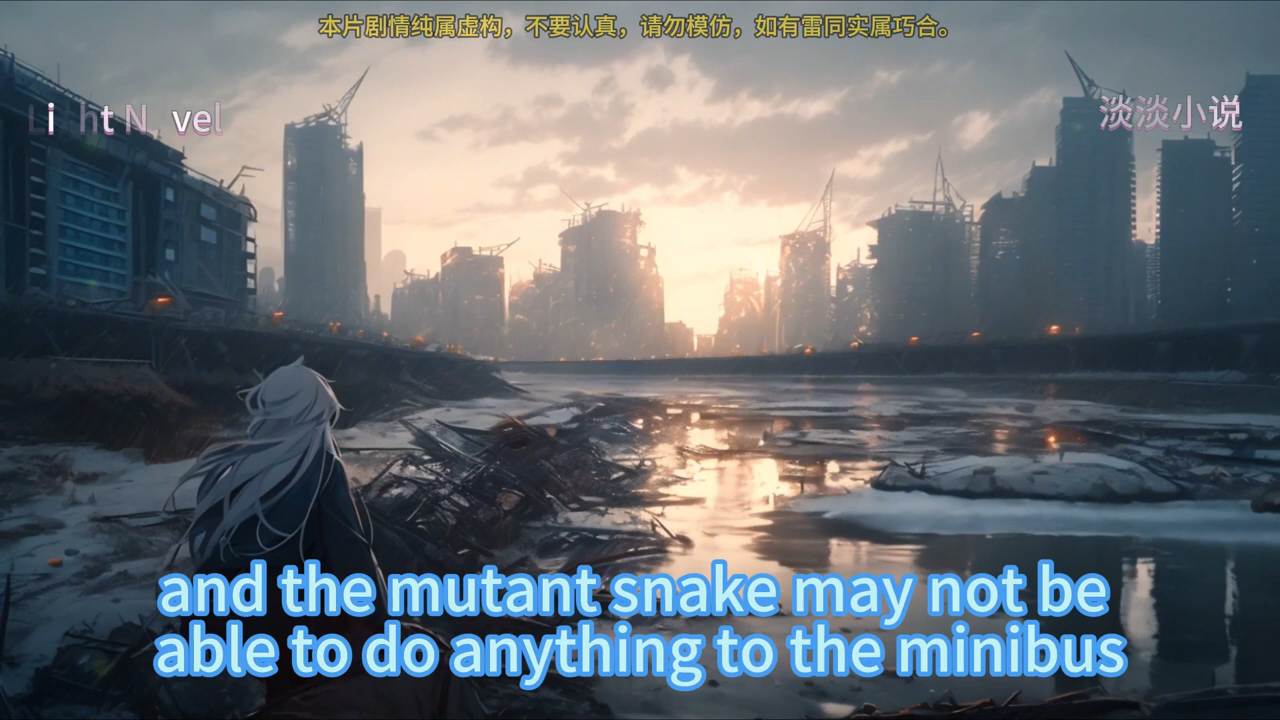 本片剧情纯属虚构，不要认真，请勿模仿，如有雷同实属巧合。
Light Novel
淡淡小说
and the mutant snake may not be
able to do anything to the minibus